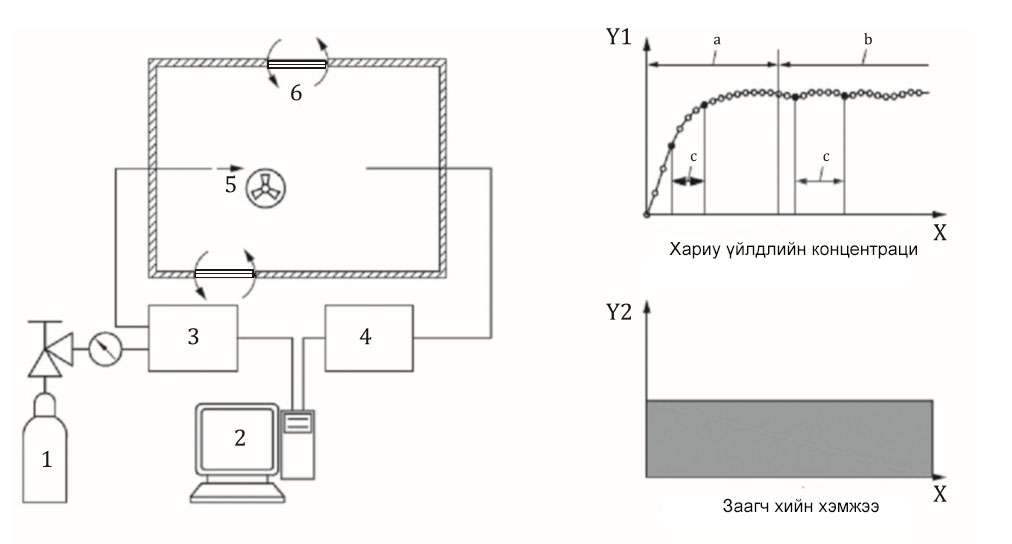 6
5
3
4
1
2
Y1
a
b
c
c
X
Хариу үйлдлийн концентраци
Y2
X
Заагч хийн хэмжээ